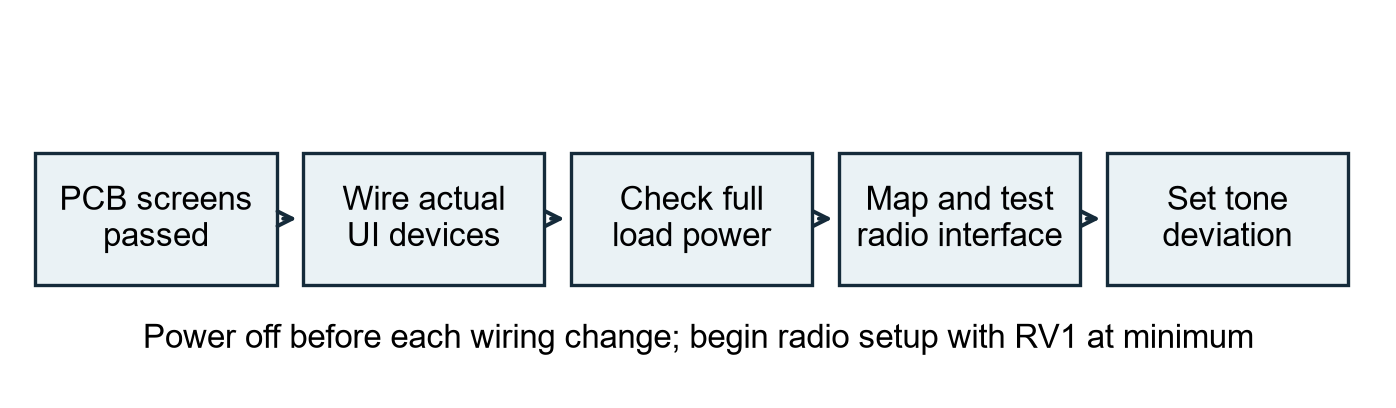 PCB screens
passed
Wire actual
UI devices
Check full
load power
Map and test
radio interface
Set tone
deviation
Power off before each wiring change; begin radio setup with RV1 at minimum